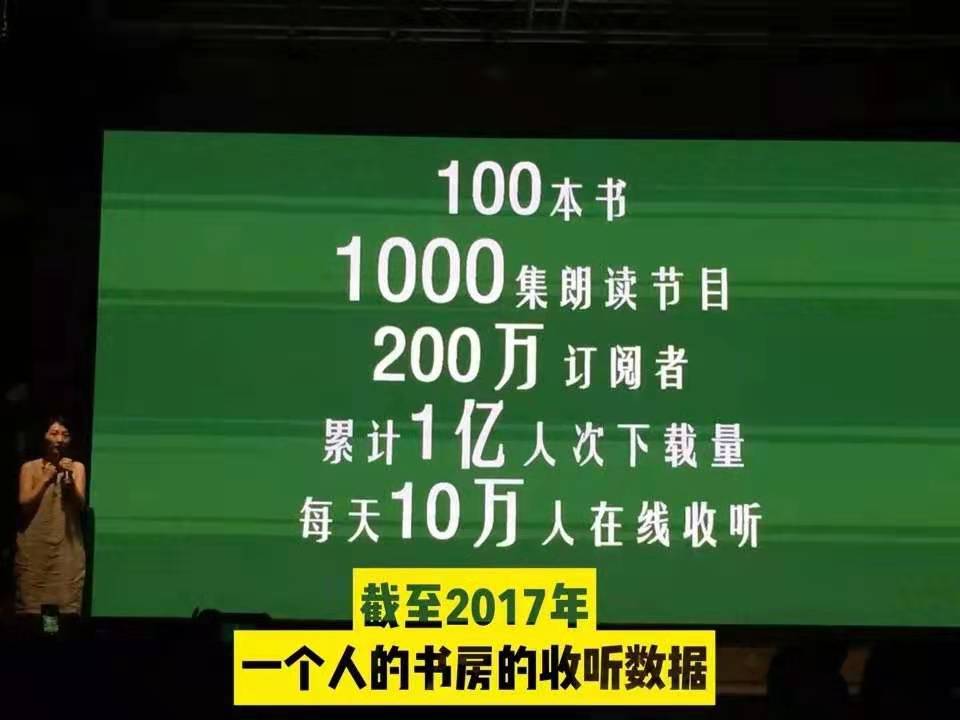 100本书
1000集朗读节目
200万订阅者
累计1亿人次下载量
每天10万人在线收听
截至2017年
一个人的书房的收听数据